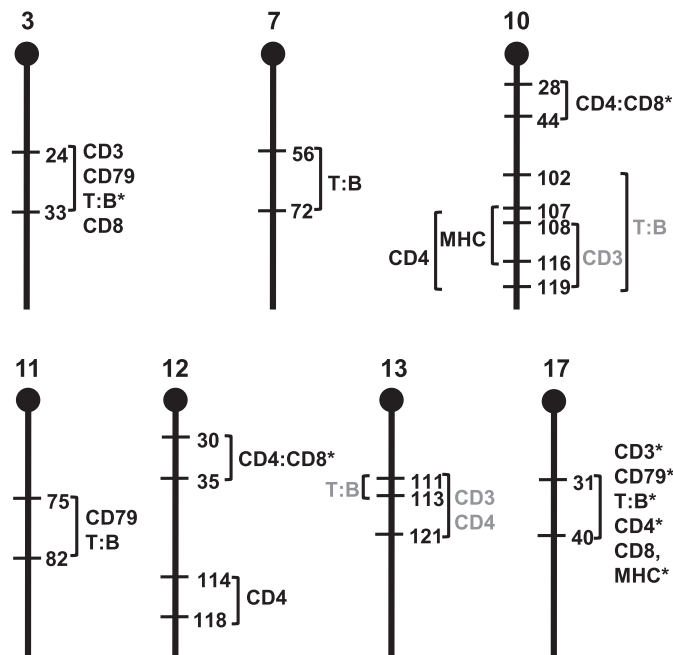 3
24
33
CD3
CD79
T:B*
CD8
7
56
72
T:B
10
28
44
CD4:CD8*
102
107
108
116
119
CD4
MHC
CD3
T:B
11
75
82
CD79
T:B
12
30
35
CD4:CD8*
114
118
CD4
13
T:B
111
113
121
CD3
CD4
17
31
40
CD3*
CD79*
T:B*
CD4*
CD8,
MHC*